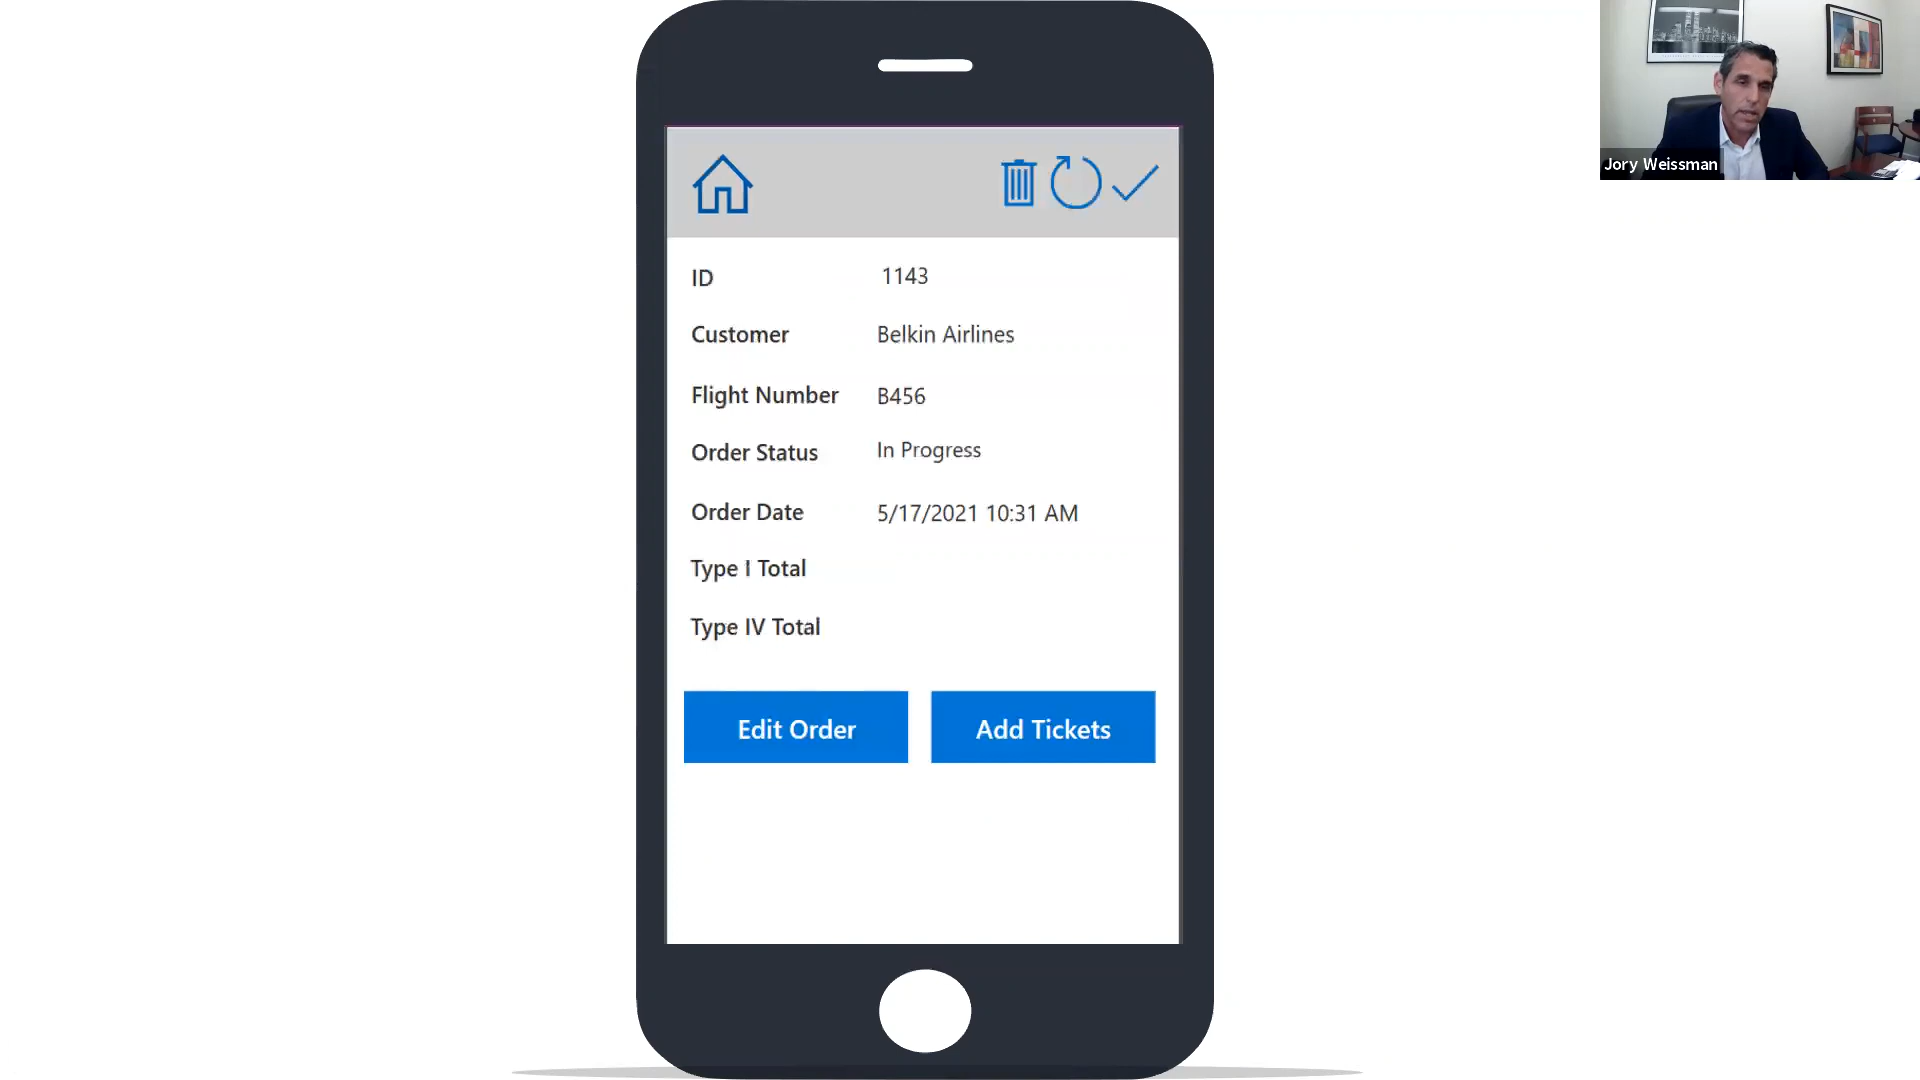 Jory Weissman
ID 1143
Customer Belkin Airlines
Flight Number B456
Order Status In Progress
Order Date 5/17/2021 10:31 AM
Type I Total
Type IV Total
Edit Order Add Tickets